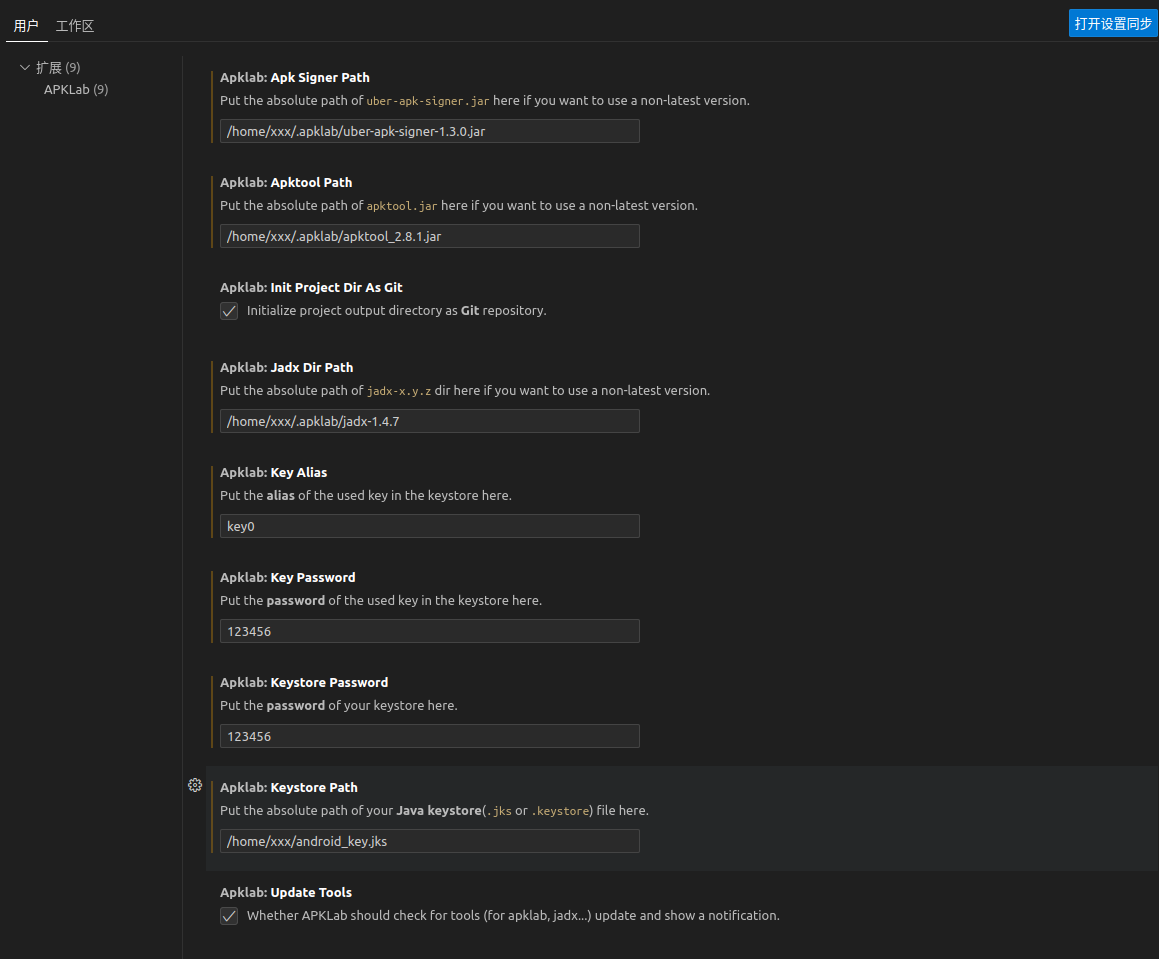 用户 工作区
打开设置同步
扩展 (9)
APKLab (9)
Apklab: Apk Signer Path
Put the absolute path of uber-apk-signer.jar here if you want to use a non-latest version.
/home/xxx/.apklab/uber-apk-signer-1.3.0.jar
Apklab: Apktool Path
Put the absolute path of apktool.jar here if you want to use a non-latest version.
/home/xxx/.apklab/apktool_2.8.1.jar
Apklab: Init Project Dir As Git
Initialize project output directory as Git repository.
Apklab: Jadx Dir Path
Put the absolute path of jadx-x.y.z dir here if you want to use a non-latest version.
/home/xxx/.apklab/jadx-1.4.7
Apklab: Key Alias
Put the alias of the used key in the keystore here.
key0
Apklab: Key Password
Put the password of the used key in the keystore here.
123456
Apklab: Keystore Password
Put the password of your keystore here.
123456
Apklab: Keystore Path
Put the absolute path of your Java keystore(.jks or .keystore) file here.
/home/xxx/android_key.jks
Apklab: Update Tools
Whether APKLab should check for tools (for apklab, jadx...) update and show a notification.